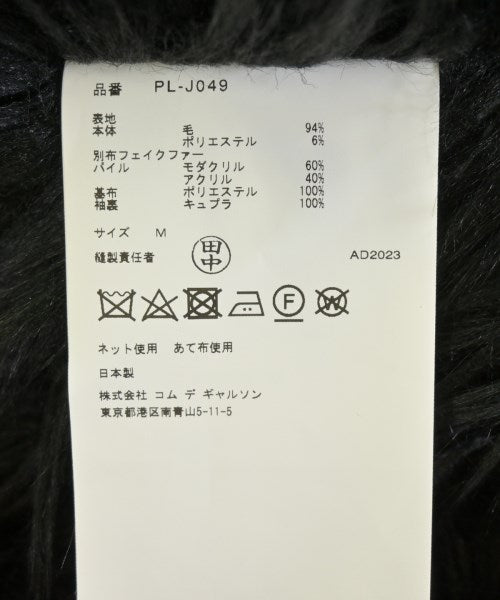 品番 PL-J049
表地
本体 毛 94%
ポリエステル 6%
別布フェイクファー
パイル モダクリル 60%
アクリル 40%
基布 ポリエステル 100%
袖裏 キュプラ 100%
サイズ M
縫製責任者 田中 AD2023
F W
ネット使用 あて布使用
日本製
株式会社 コム デ ギャルソン
東京都港区南青山5-11-5